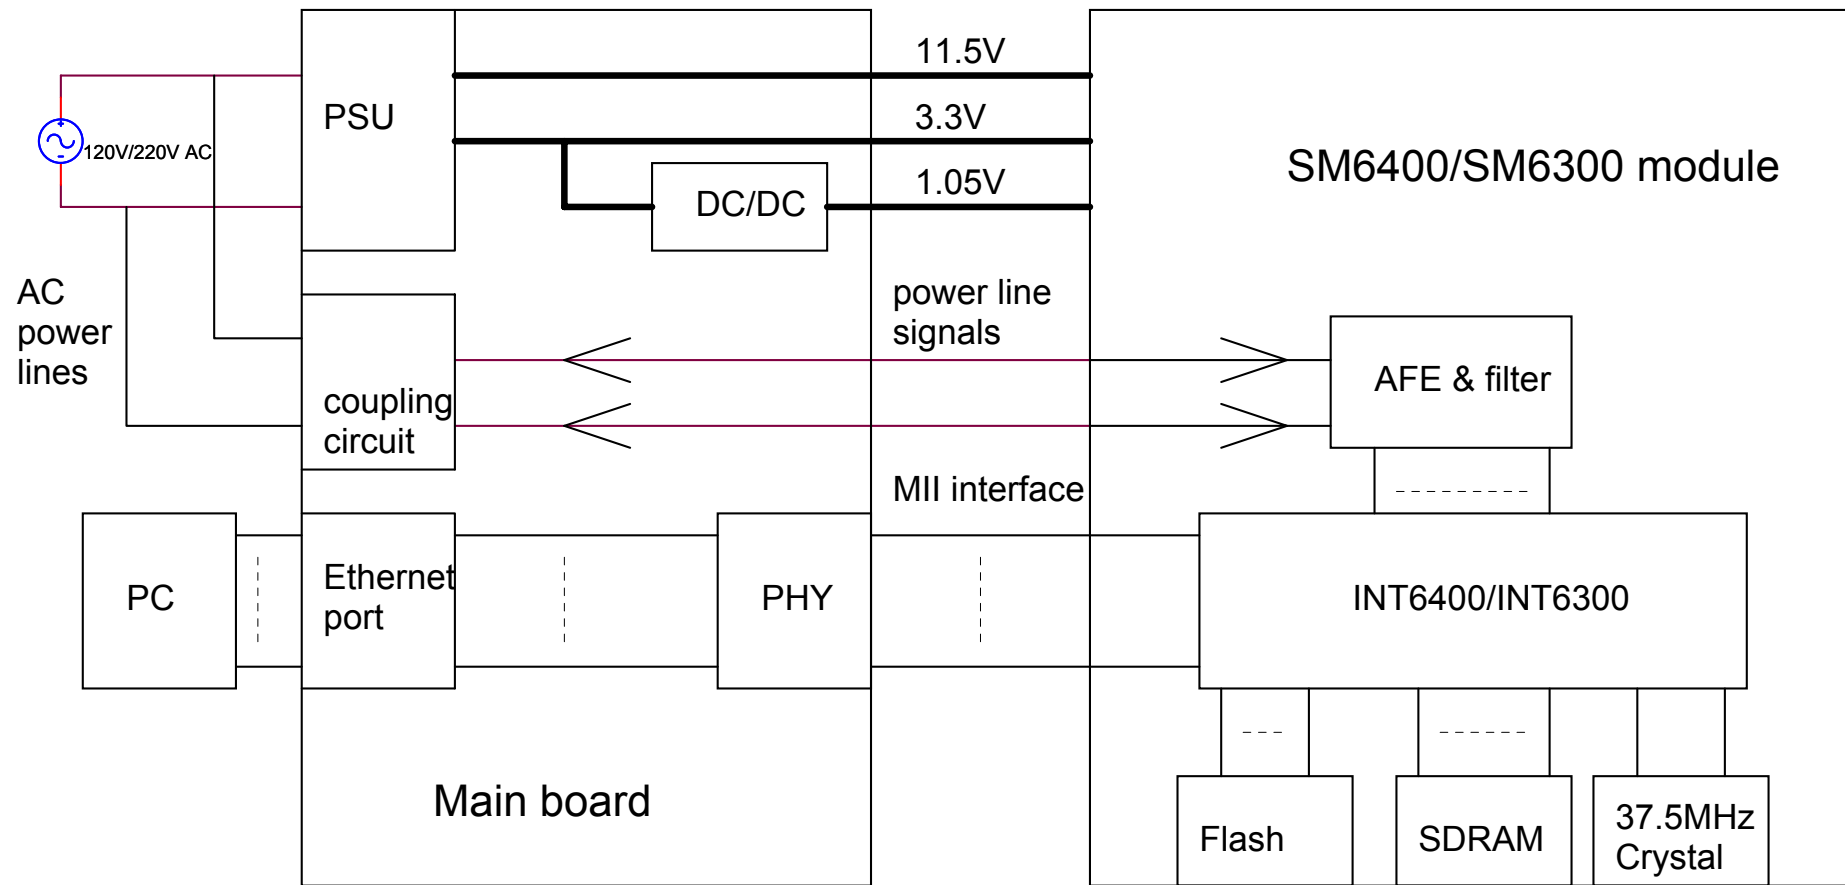 11.5V
PSU
3.3V
120V/220V AC
SM6400/SM6300 module
1.05V
DC/DC
AC
power
lines
power line
signals
AFE & filter
coupling
circuit
MII interface
PC
Ethernet
port
PHY
INT6400/INT6300
Main board
Flash
SDRAM
37.5MHz
Crystal